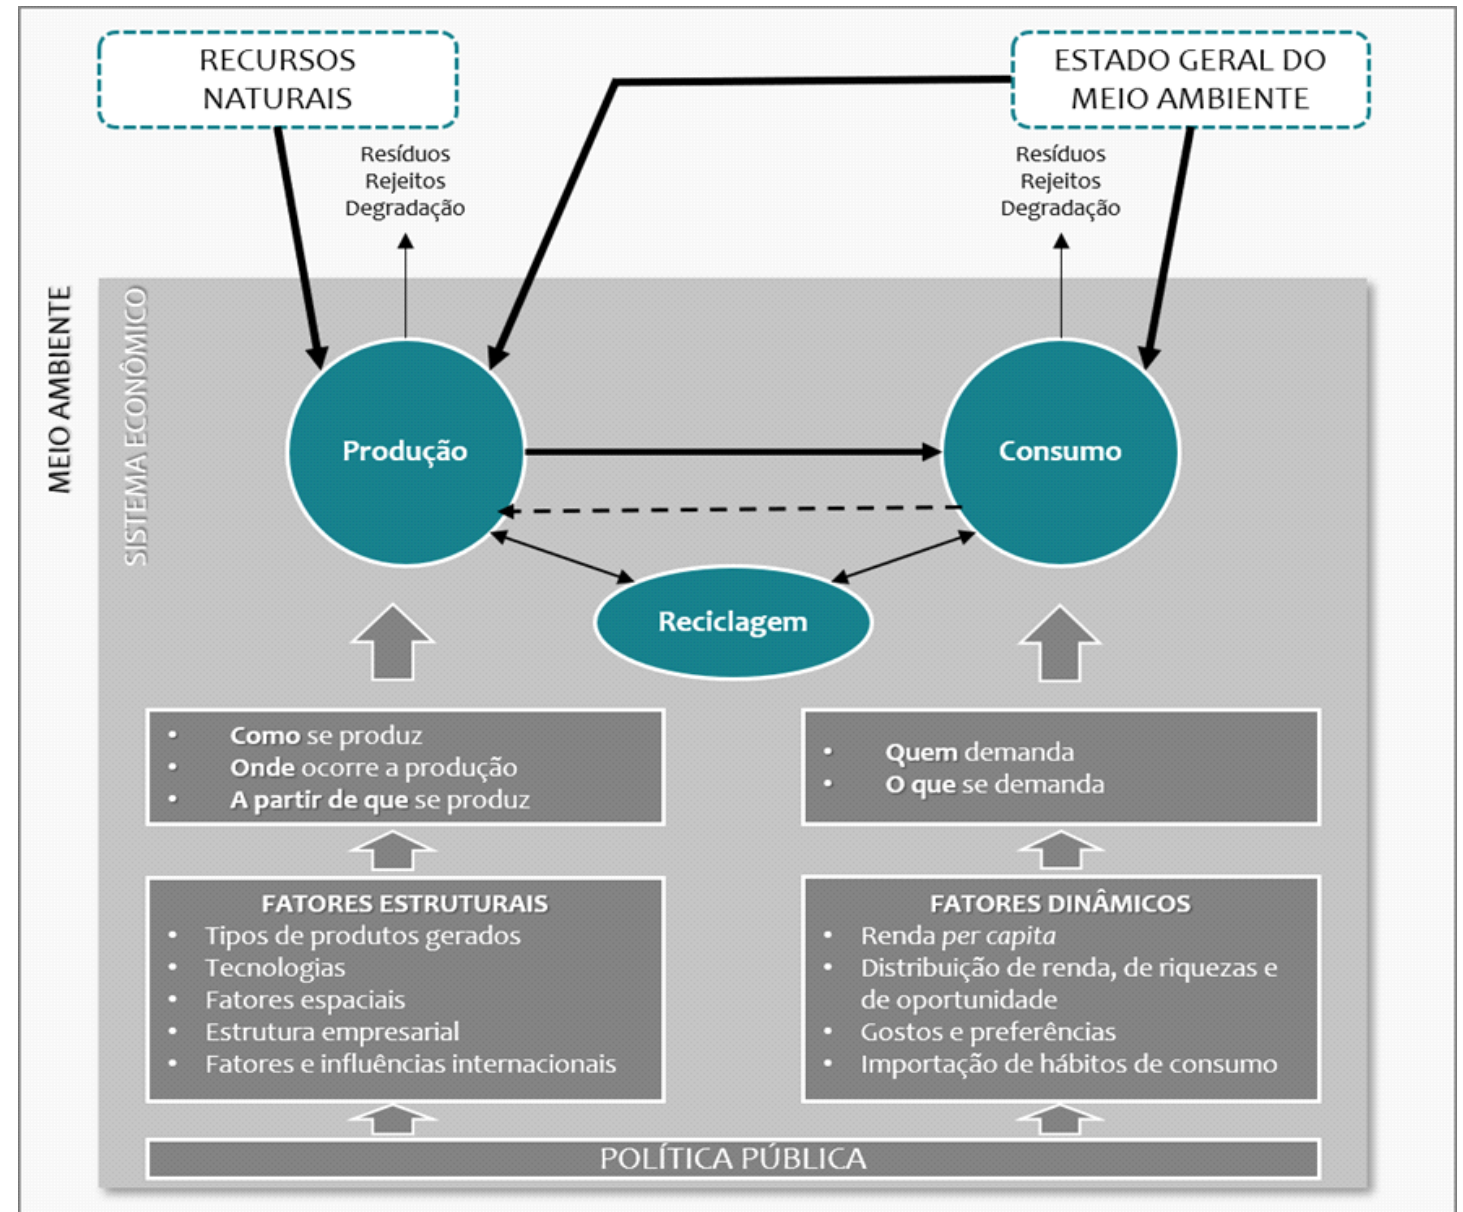 RECURSOS
NATURAIS
ESTADO GERAL DO
MEIO AMBIENTE
Resíduos
Rejeitos
Degradação
Resíduos
Rejeitos
Degradação
MEIO AMBIENTE
SISTEMA ECONÔMICO
Produção
Consumo
Reciclagem
• Como se produz
• Onde ocorre a produção
• A partir de que se produz
• Quem demanda
• O que se demanda
FATORES ESTRUTURAIS
• Tipos de produtos gerados
• Tecnologias
• Fatores espaciais
• Estrutura empresarial
• Fatores e influências internacionais
FATORES DINÂMICOS
• Renda per capita
• Distribuição de renda, de riquezas e
de oportunidade
• Gostos e preferências
• Importação de hábitos de consumo
POLÍTICA PÚBLICA